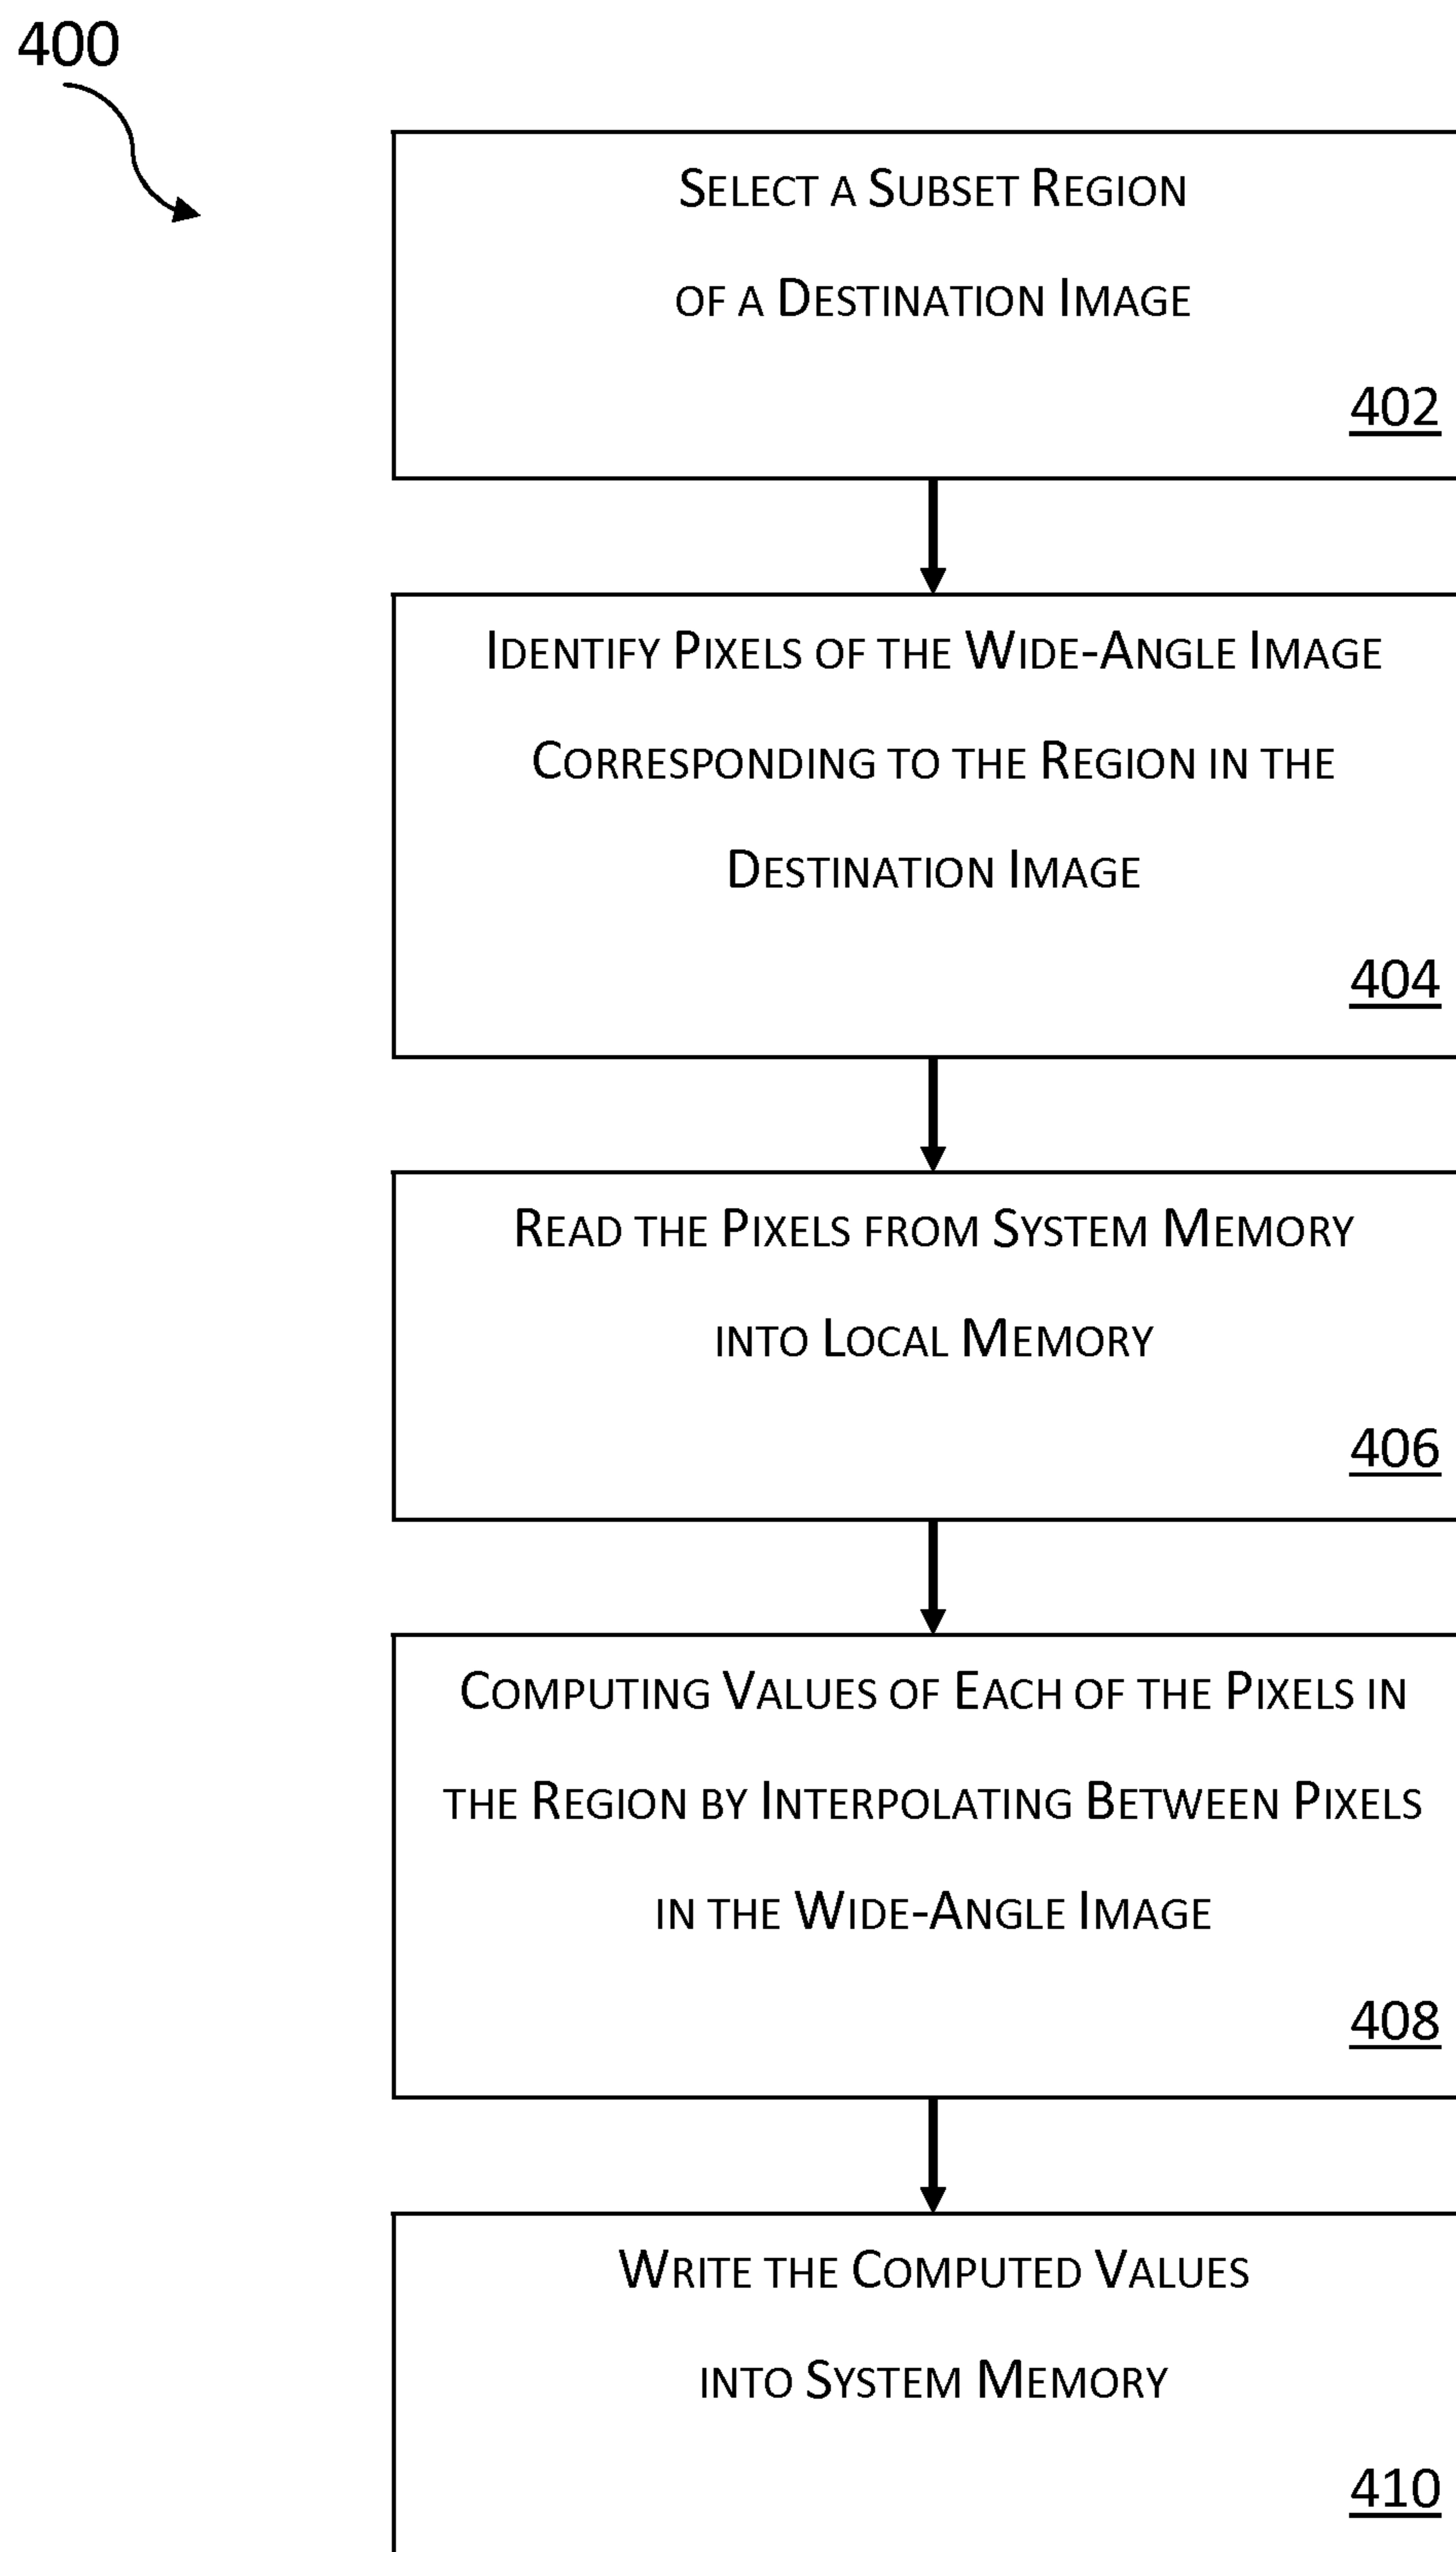 400
Select a Subset Region
of a Destination Image
402
Identify Pixels of the Wide-Angle Image
Corresponding to the Region in the
Destination Image
404
Read the Pixels from System Memory
into Local Memory
406
Computing Values of Each of the Pixels in
the Region by Interpolating Between Pixels
in the Wide-Angle Image
408
Write the Computed Values
into System Memory
410